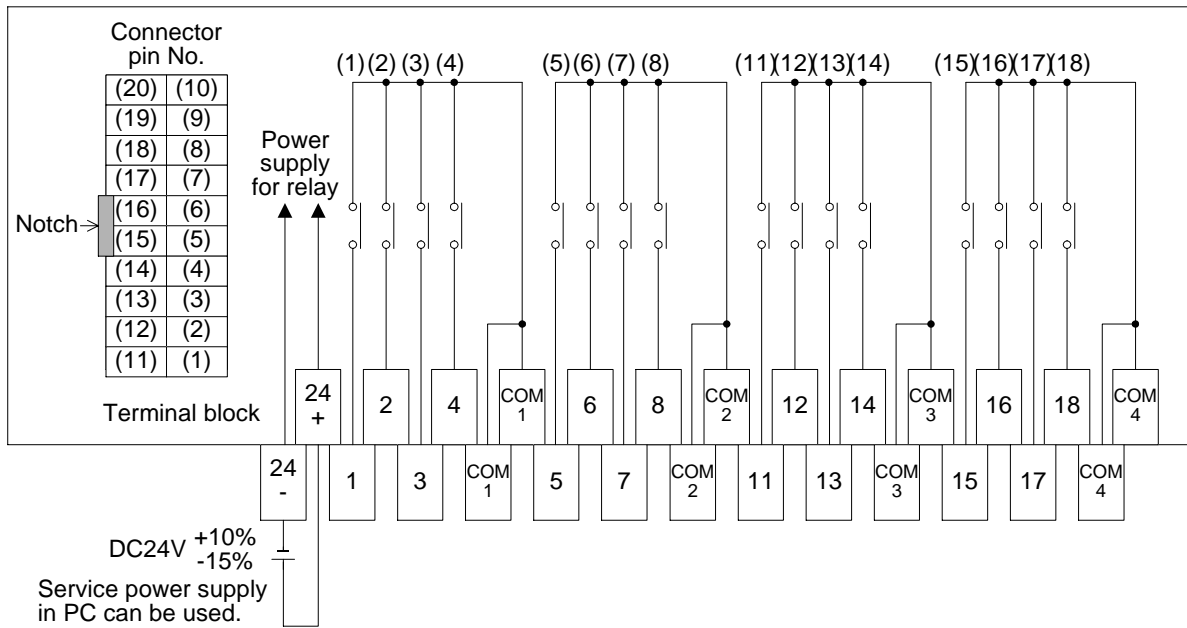 Connector
pin No.
(20) (10)
(19) (9)
(18) (8)
(17) (7)
(16) (6)
(15) (5)
(14) (4)
(13) (3)
(12) (2)
(11) (1)
Notch
Power
supply
for relay
(1) (2) (3) (4) (5) (6) (7) (8) (11) (12) (13) (14) (15) (16) (17) (18)
Terminal block
24 + 2 4 COM 1 6 8 COM 2 12 14 COM 3 16 18 COM 4
24 - 1 3 COM 1 5 7 COM 2 11 13 COM 3 15 17 COM 4
DC24V +10% -15%
Service power supply
in PC can be used.